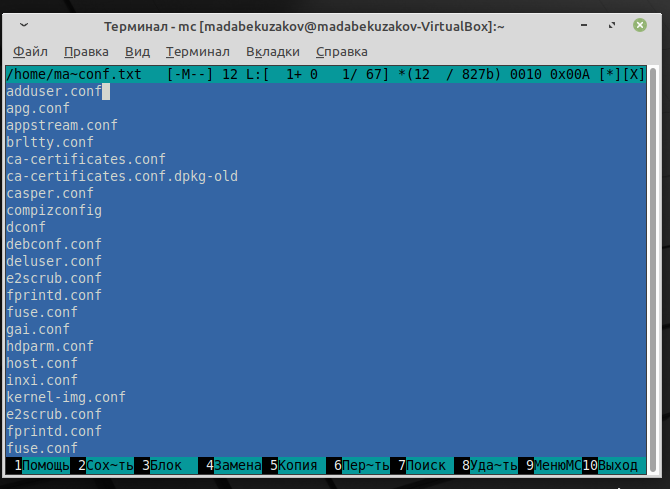 Терминал - mc [madabekuzakov@madabekuzakov-VirtualBox]:~
Файл Правка Вид Терминал Вкладки Справка
/home/ma~conf.txt [-M--] 12 L:[ 1+ 0 1/ 67] *(12 / 827b) 0010 0x00A [*][X]
adduser.conf
apg.conf
appstream.conf
brltty.conf
ca-certificates.conf
ca-certificates.conf.dpkg-old
casper.conf
compizconfig
dconf
debconf.conf
deluser.conf
e2scrub.conf
fprintd.conf
fuse.conf
gai.conf
hdparm.conf
host.conf
inxi.conf
kernel-img.conf
e2scrub.conf
fprintd.conf
fuse.conf
1Помощь 2Сох~ть 3Блок 4Замена 5Копия 6Пер~ть 7Поиск 8Уда~ть 9МенюMC 10Выход